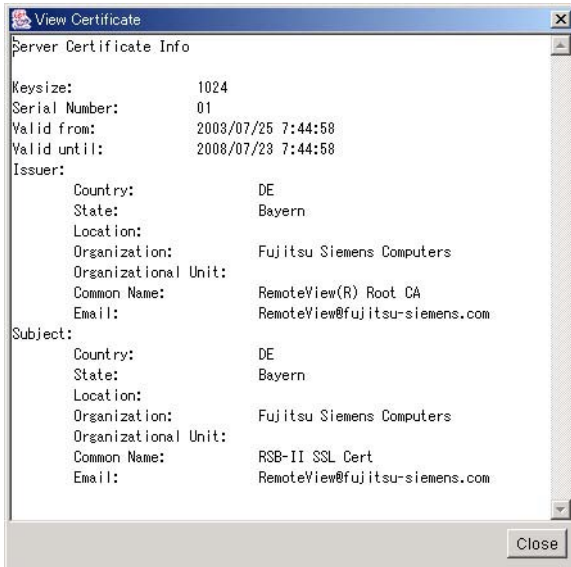 View Certificate
Server Certificate Info
Keysize: 1024
Serial Number: 01
Valid from: 2003/07/25 7:44:58
Valid until: 2008/07/23 7:44:58
Issuer:
Country: DE
State: Bayern
Location:
Organization: Fujitsu Siemens Computers
Organizational Unit:
Common Name: RemoteView(R) Root CA
Email: RemoteView@fujitsu-siemens.com
Subject:
Country: DE
State: Bayern
Location:
Organization: Fujitsu Siemens Computers
Organizational Unit:
Common Name: RSB-II SSL Cert
Email: RemoteView@fujitsu-siemens.com
Close